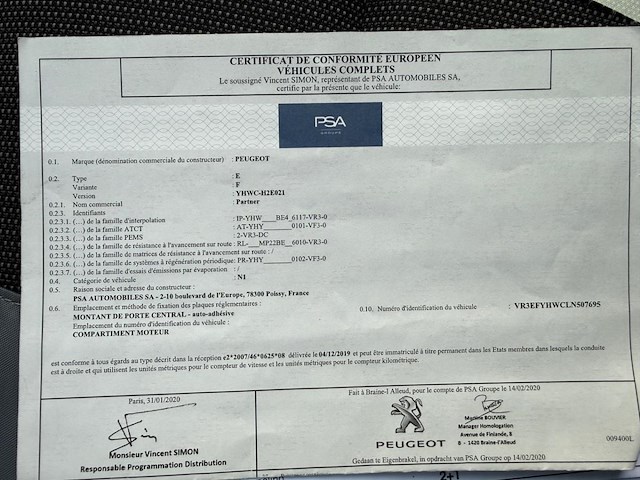 CERTIFICAT DE CONFORMITÉ EUROPÉEN
VÉHICULES COMPLETS
Le soussigné Vincent SIMON, représentant de PSA AUTOMOBILES SA,
certifie par la présente que le véhicule:
PSA
GROUPE
0.1. Marque (dénomination commerciale du constructeur) : PEUGEOT
0.2. Type : E
Variante : F
Version : YHWC-H2E021
0.2.1. Nom commercial : Partner
0.2.3. Identifiants
0.2.3.1. (...) de la famille d'interpolation : IP-YHW___BE4_6117-VR3-0
0.2.3.2. (...) de la famille ATCT : AT-YHY______0101-VF3-0
0.2.3.3. (...) de la famille PEMS : 2-VR3-DC
0.2.3.4. (...) de la famille de résistance à l'avancement sur route : RL-__MP22BE__6010-VR3-0
0.2.3.5. (...) de la famille de matrices de résistance à l'avancement sur route : /
0.2.3.6. (...) de la famille de systèmes à régénération périodique: PR-YHY______0102-VF3-0
0.2.3.7. (...) de la famille d'essais d'émissions par évaporation : /
0.4. Catégorie de véhicule : N1
0.5. Raison sociale et adresse du constructeur :
PSA AUTOMOBILES SA - 2-10 boulevard de l'Europe, 78300 Poissy, France
0.6. Emplacement et méthode de fixation des plaques réglementaires :
MONTANT DE PORTE CENTRAL - auto-adhésive
Emplacement du numéro d'identification du véhicule :
COMPARTIMENT MOTEUR
0.10. Numéro d'identification du véhicule : VR3EFYHWCLN507695
est conforme à tous égards au type décrit dans la réception e2*2007/46*0625*08 délivrée le 04/12/2019 et peut être immatriculé à titre permanent dans les Etats membres dans lesquels la conduite
est à droite et qui utilisent les unités métriques pour le compteur de vitesse et les unités métriques pour le compteur kilométrique.
Paris, 31/01/2020
Monsieur Vincent SIMON
Responsable Programmation Distribution
Fait à Braine-l Alleud, pour le compte de PSA Groupe le 14/02/2020
PEUGEOT
BOUVIER
Manager Homologation
Avenue de Finlande, 8
B - 1420 Braine-l'Alleud
009400L
Gedaan te Eigenbrakel, in opdracht van PSA Groupe op 14/02/2020
2+1